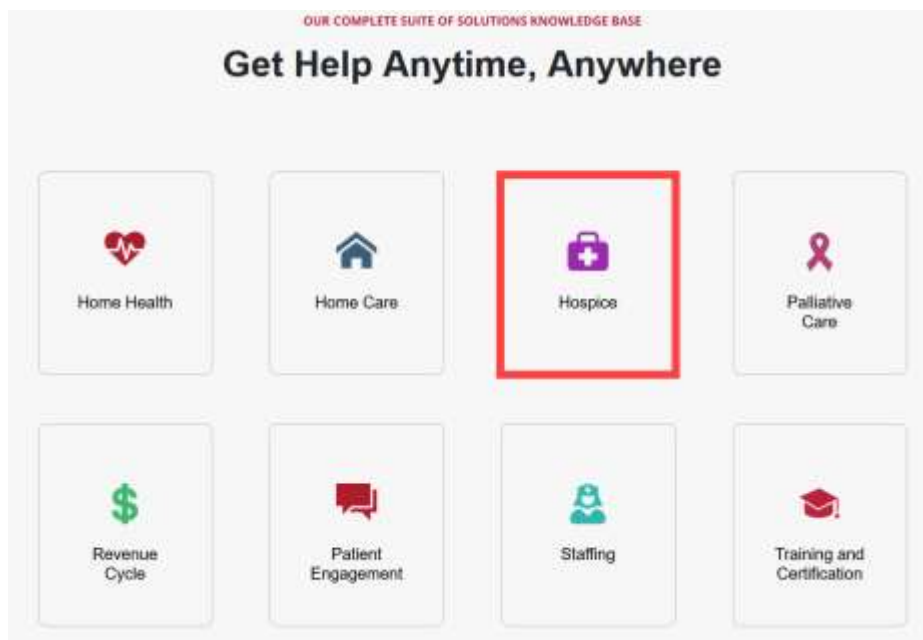 OUR COMPLETE SUITE OF SOLUTIONS KNOWLEDGE BASE
Get Help Anytime, Anywhere
Home Health
Home Care
Hospice
Palliative
Care
Revenue
Cycle
Patient
Engagement
Staffing
Training and
Certification